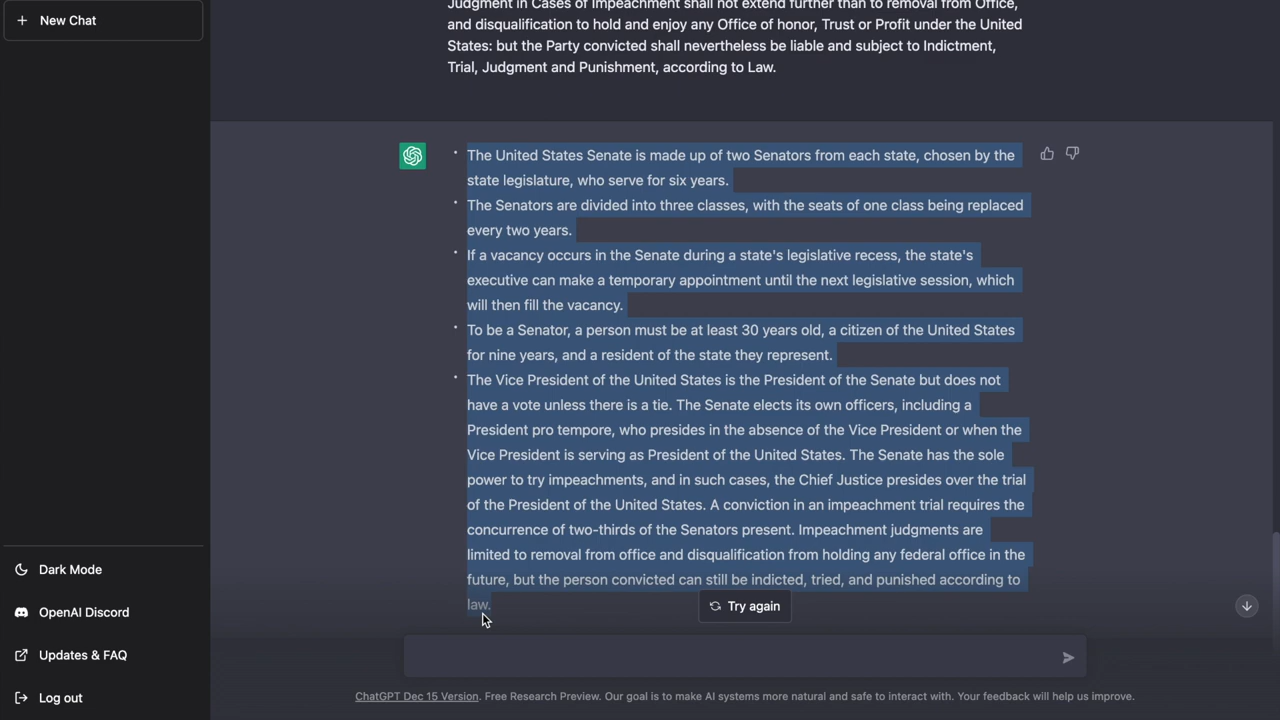 New Chat
Judgment in Cases of Impeachment shall not extend further than to removal from Office,
and disqualification to hold and enjoy any Office of honor, Trust or Profit under the United
States: but the Party convicted shall nevertheless be liable and subject to Indictment,
Trial, Judgment and Punishment, according to Law.
The United States Senate is made up of two Senators from each state, chosen by the
state legislature, who serve for six years.
The Senators are divided into three classes, with the seats of one class being replaced
every two years.
If a vacancy occurs in the Senate during a state's legislative recess, the state's
executive can make a temporary appointment until the next legislative session, which
will then fill the vacancy.
To be a Senator, a person must be at least 30 years old, a citizen of the United States
for nine years, and a resident of the state they represent.
The Vice President of the United States is the President of the Senate but does not
have a vote unless there is a tie. The Senate elects its own officers, including a
President pro tempore, who presides in the absence of the Vice President or when the
Vice President is serving as President of the United States. The Senate has the sole
power to try impeachments, and in such cases, the Chief Justice presides over the trial
of the President of the United States. A conviction in an impeachment trial requires the
concurrence of two-thirds of the Senators present. Impeachment judgments are
limited to removal from office and disqualification from holding any federal office in the
future, but the person convicted can still be indicted, tried, and punished according to
law.
Try again
Dark Mode
OpenAI Discord
Updates & FAQ
Log out
ChatGPT Dec 15 Version. Free Research Preview. Our goal is to make AI systems more natural and safe to interact with. Your feedback will help us improve.